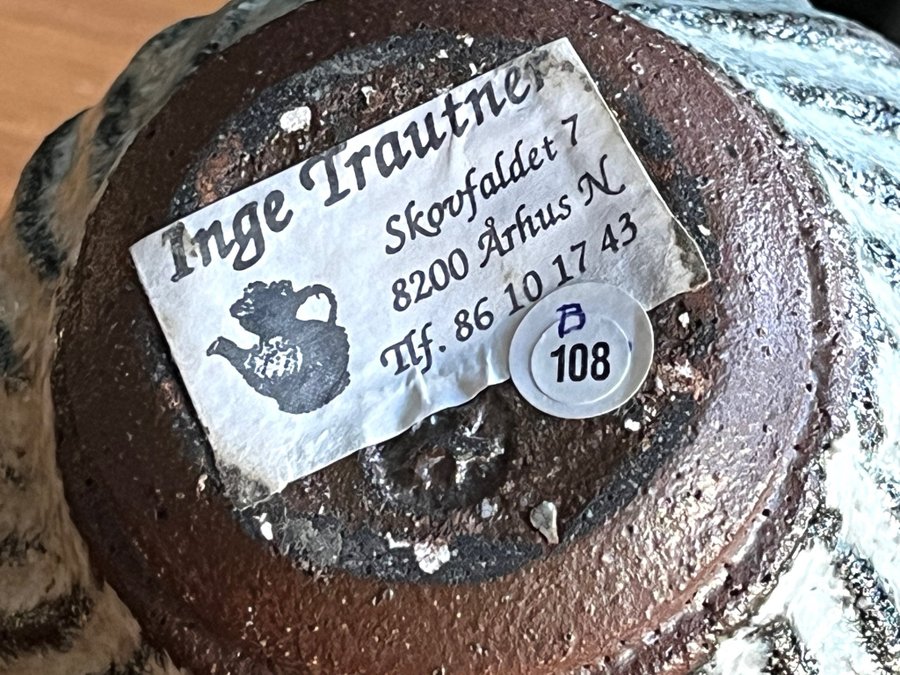 Inge Trautner
Skovfaldet 7
8200 Århus N
Tlf. 86 10 17 43
B
108